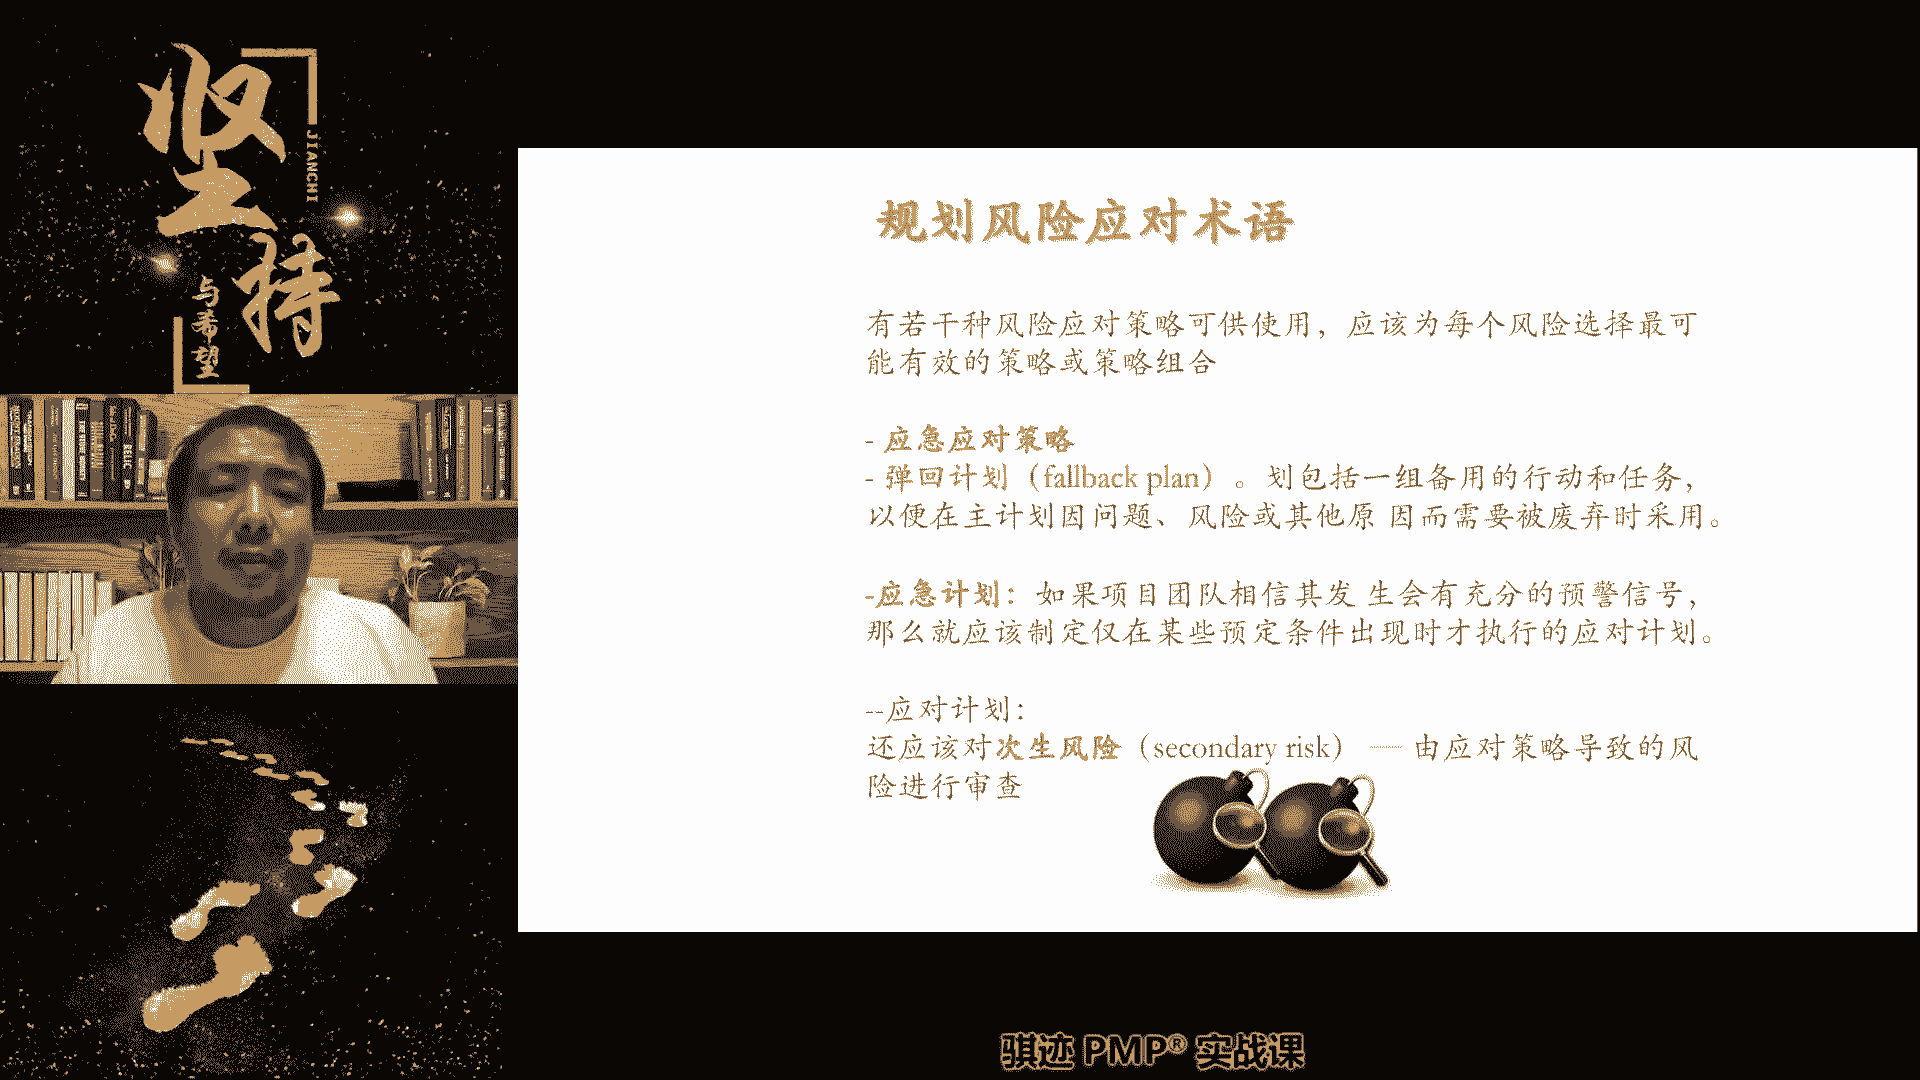 坚持
JIANCHI
与希望
规划风险应对术语
有若干种风险应对策略可供使用，应该为每个风险选择最可
能有效的策略或策略组合
- 应急应对策略
- 弹回计划（fallback plan）。划包括一组备用的行动和任务，
以便在主计划因问题、风险或其他原 因而需要被废弃时采用。
-应急计划：如果项目团队相信其发 生会有充分的预警信号，
那么就应该制定仅在某些预定条件出现时才执行的应对计划。
--应对计划：
还应该对次生风险（secondary risk） — 由应对策略导致的风
险进行审查
骐迹 PMP® 实战课